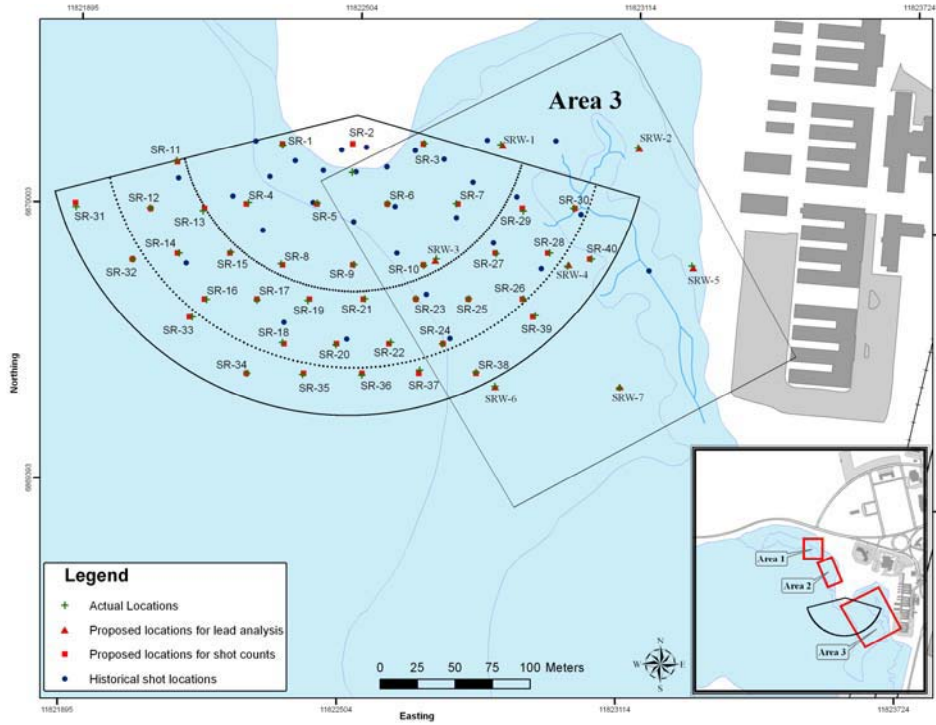 11821895 11822504 11823114 11823724
Area 3
SR-1 SR-2 SR-3 SRW-1 SRW-2
SR-11
SR-31 SR-12 SR-13 SR-4 SR-5 SR-6 SR-7 SR-29 SR-30
6870003
SR-32 SR-14 SR-15 SR-8 SR-9 SR-10 SRW-3 SR-27 SR-28 SR-40 SRW-4 SRW-5
SR-33 SR-16 SR-17 SR-19 SR-21 SR-23 SR-25 SR-26 SR-39
SR-18 SR-20 SR-22 SR-24
SR-34 SR-35 SR-36 SR-37 SR-38
SRW-6 SRW-7
Northing
Area 1
Area 2
Area 3
Legend
Actual Locations
Proposed locations for lead analysis
Proposed locations for shot counts
Historical shot locations
0 25 50 75 100 Meters
N
W E
S
11821895 11822504 11823114 11823724
Easting